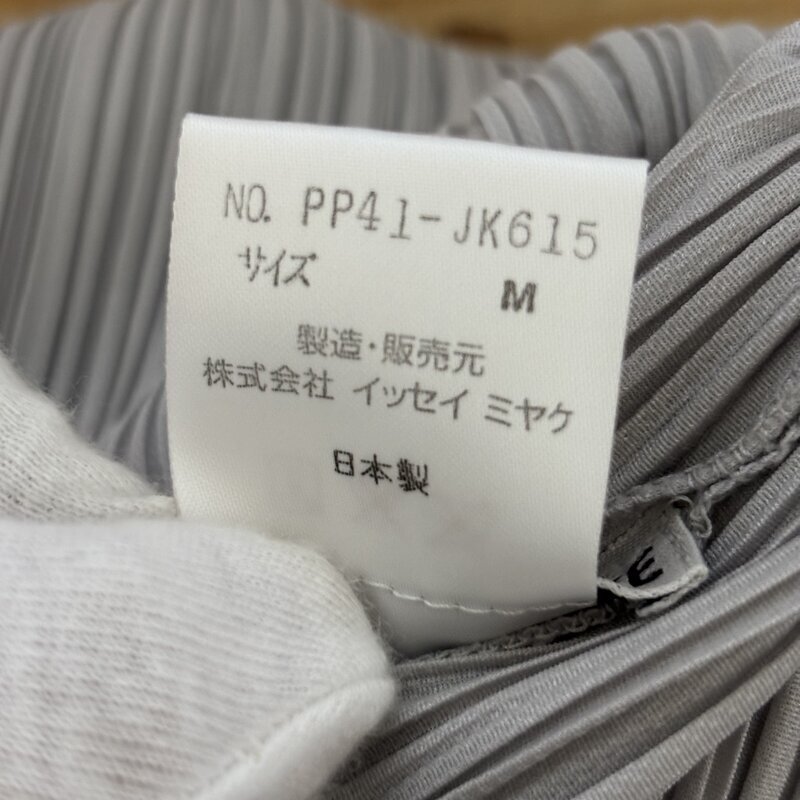 NO. PP41-JK615
サイズ M
製造・販売元
株式会社 イッセイ ミヤケ
日本製